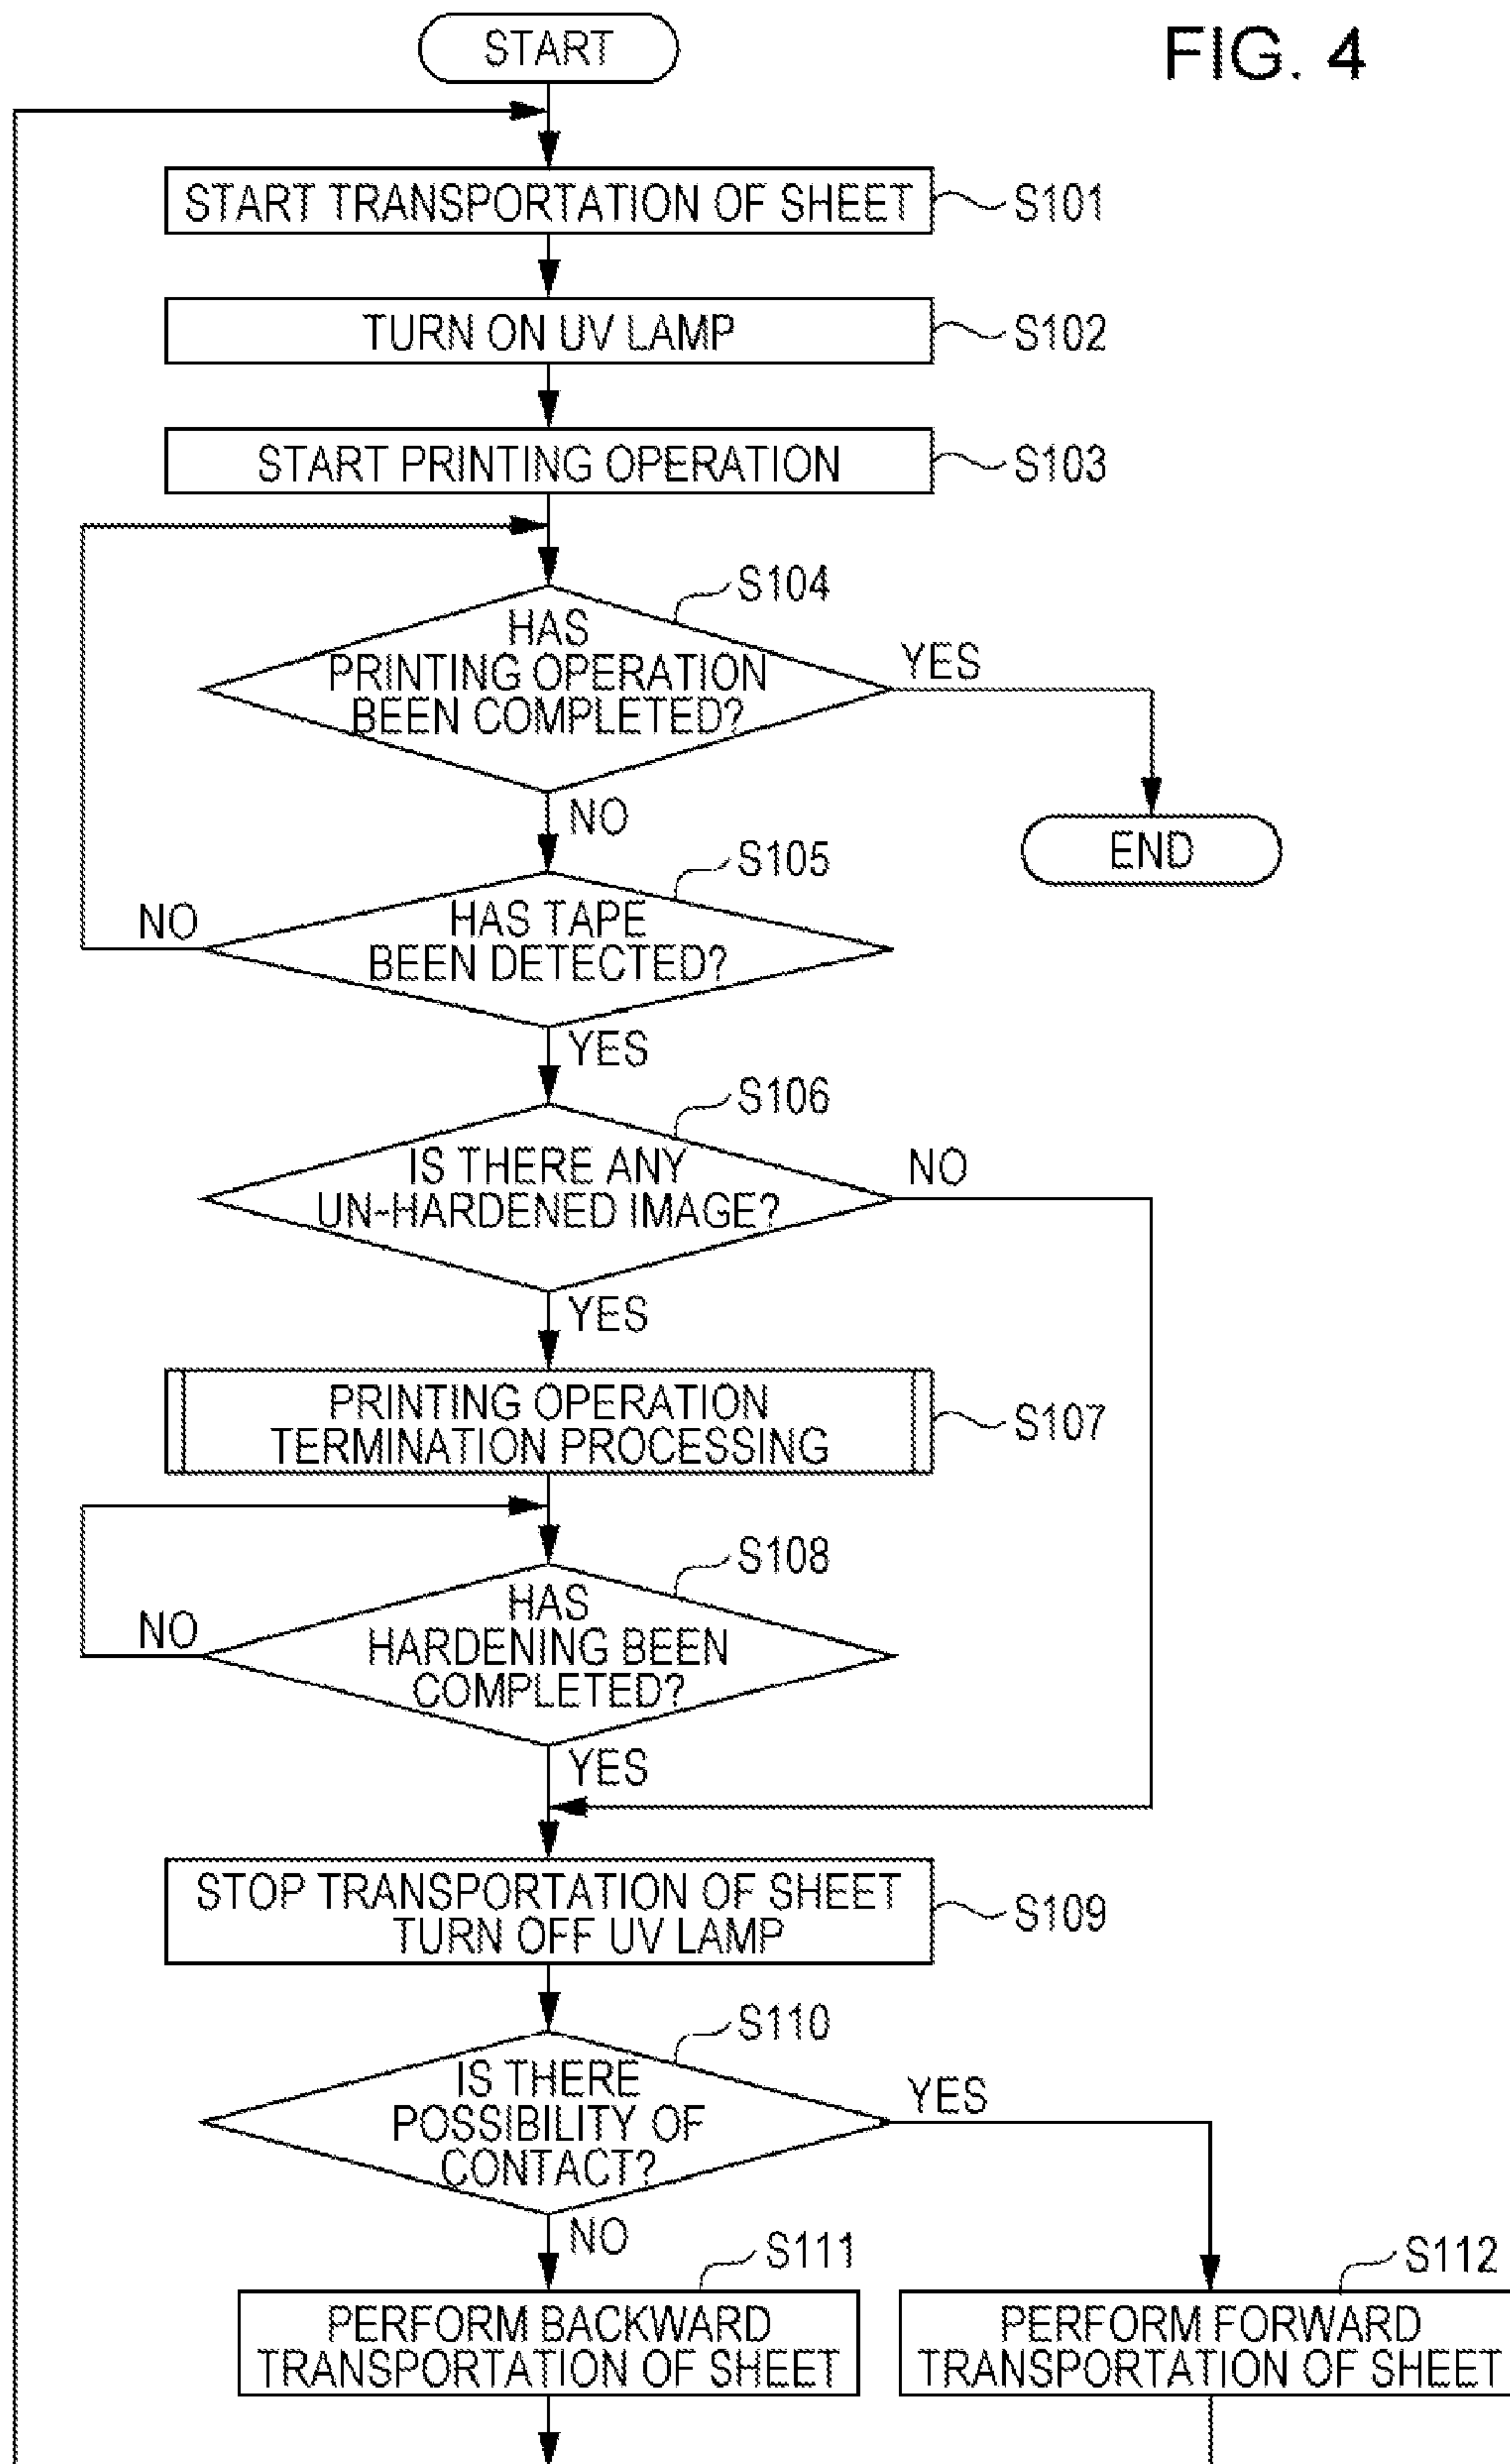 FIG. 4
START
START TRANSPORTATION OF SHEET
S101
TURN ON UV LAMP
S102
START PRINTING OPERATION
S103
S104
HAS
PRINTING OPERATION
BEEN COMPLETED?
YES
NO
END
S105
HAS TAPE
BEEN DETECTED?
NO
YES
S106
IS THERE ANY
UN-HARDENED IMAGE?
NO
YES
PRINTING OPERATION
TERMINATION PROCESSING
S107
S108
HAS
HARDENING BEEN
COMPLETED?
NO
YES
STOP TRANSPORTATION OF SHEET
TURN OFF UV LAMP
S109
S110
IS THERE
POSSIBILITY OF
CONTACT?
YES
NO
S111
PERFORM BACKWARD
TRANSPORTATION OF SHEET
S112
PERFORM FORWARD
TRANSPORTATION OF SHEET